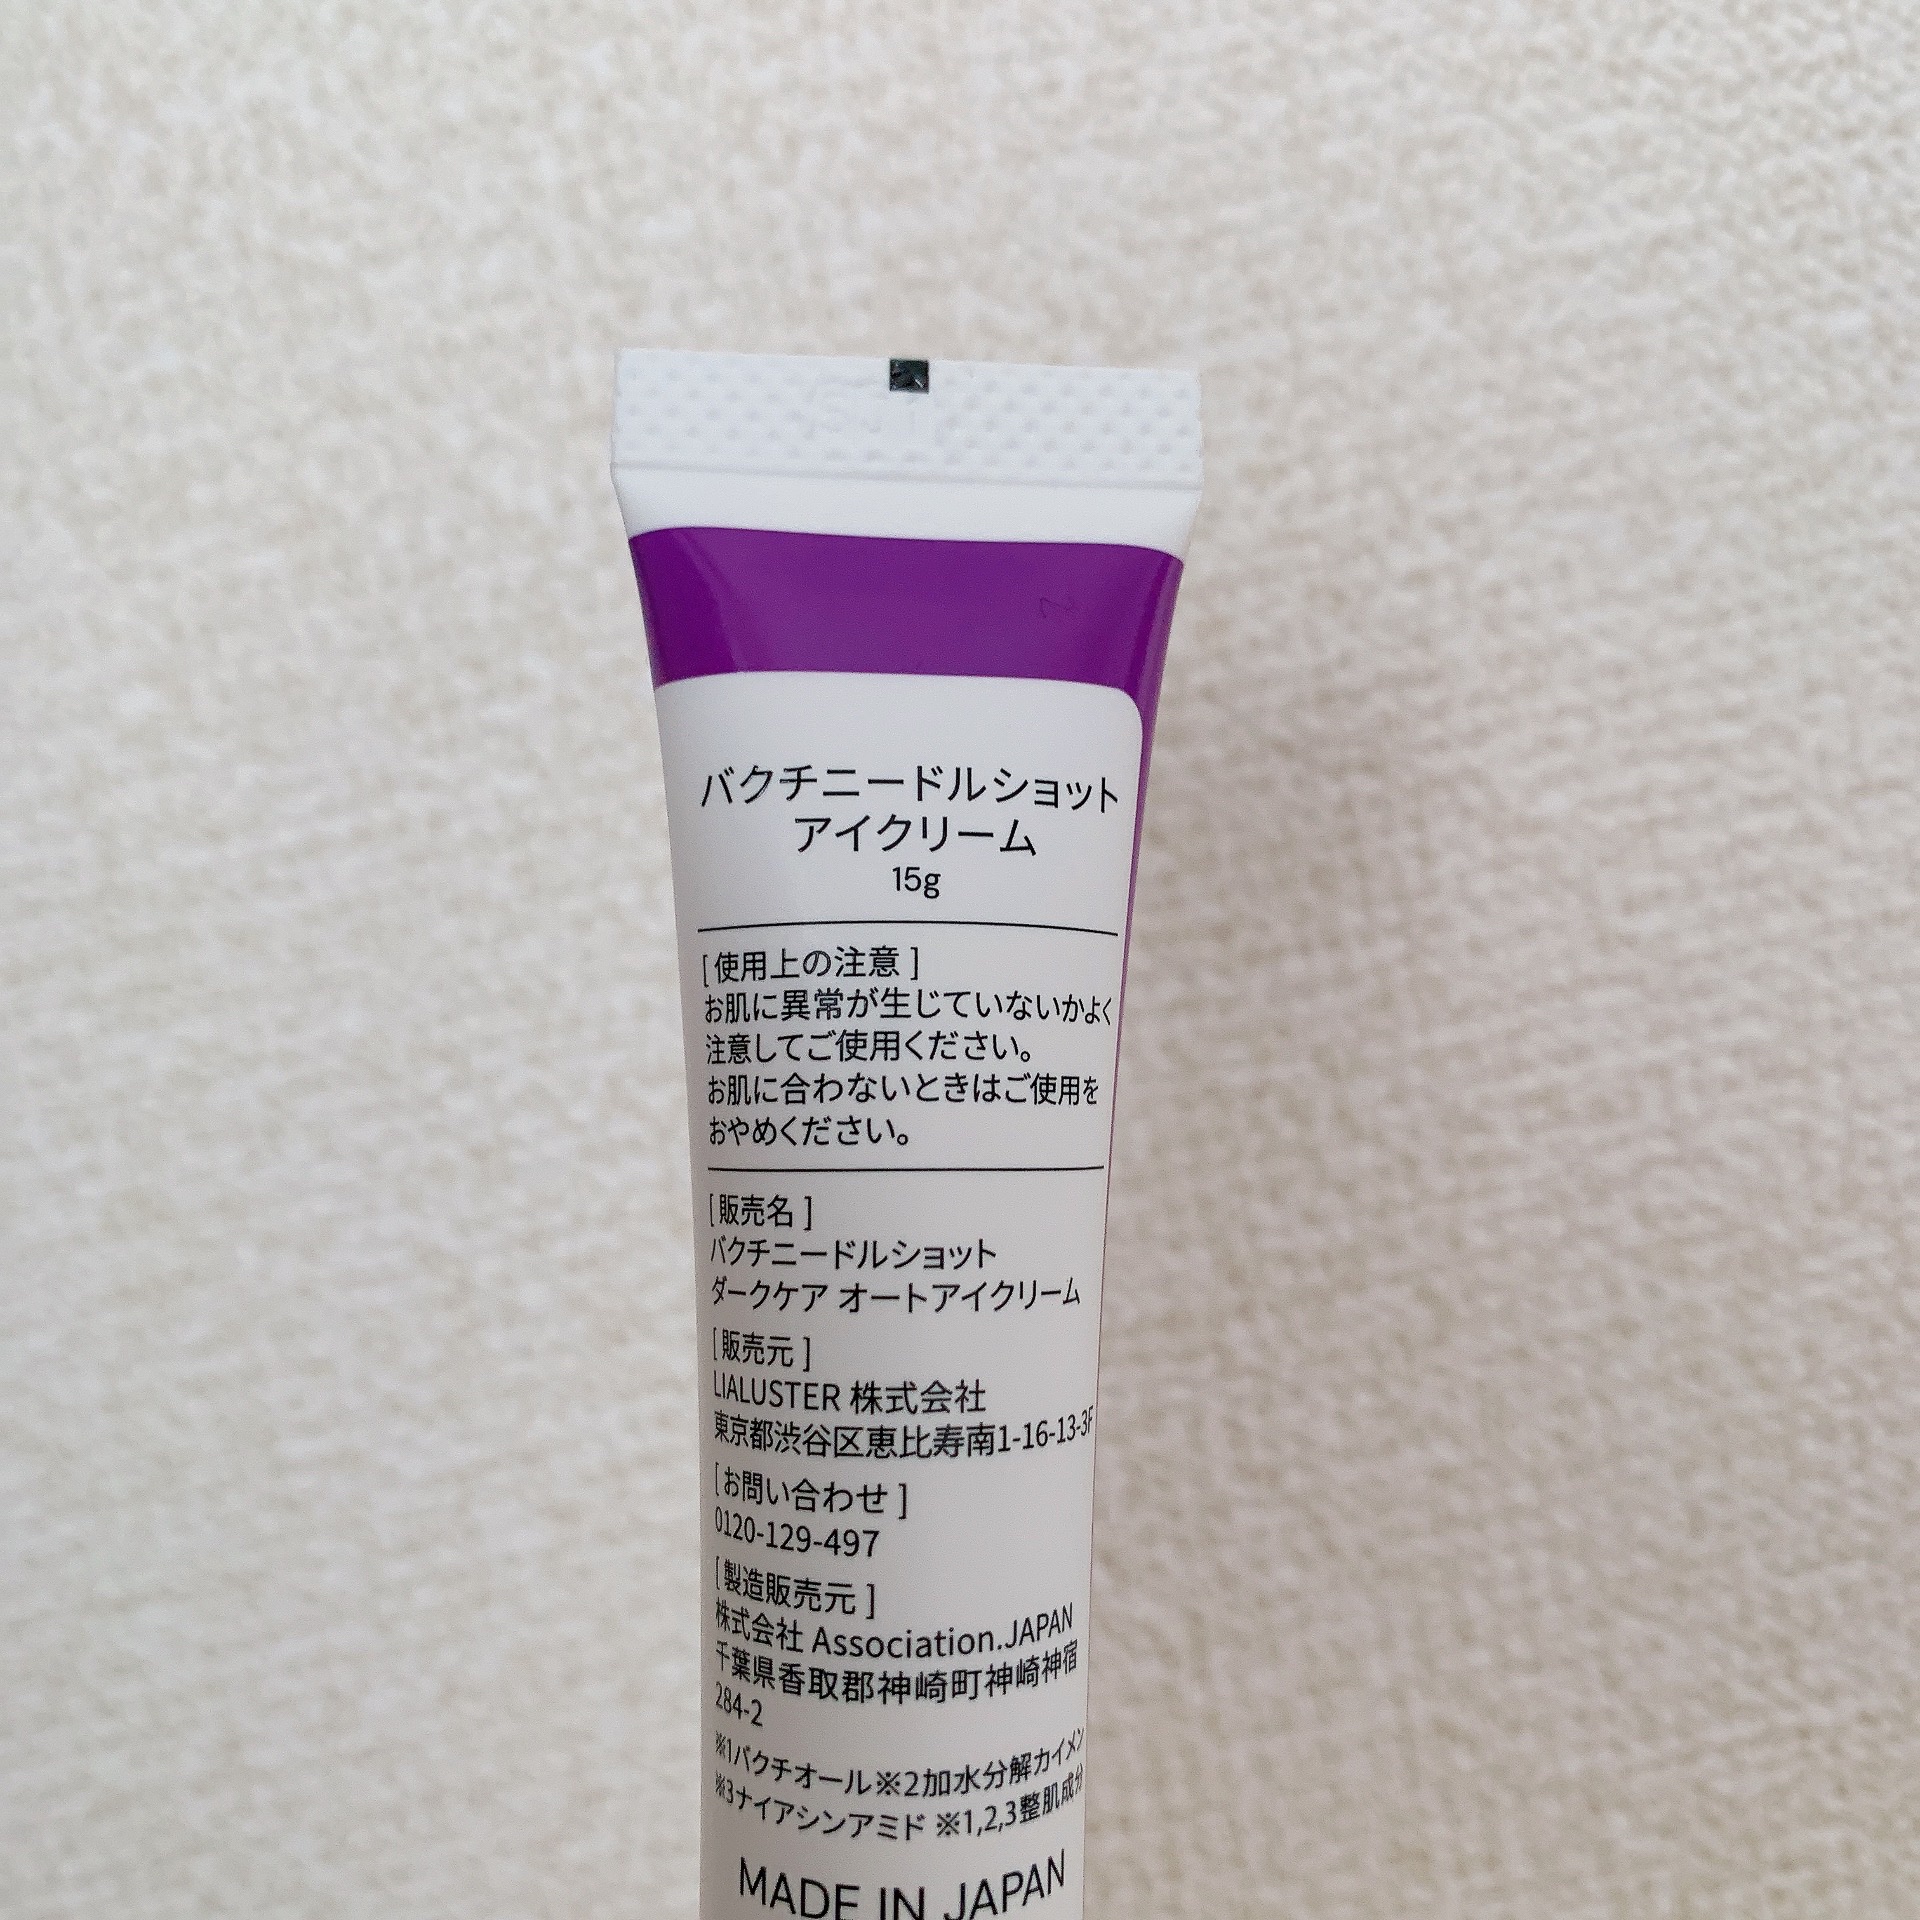 バクチニードルショット
アイクリーム
15g
[ 使用上の注意 ]
お肌に異常が生じていないかよく
注意してご使用ください。
お肌に合わないときはご使用を
おやめください。
[ 販売名 ]
バクチニードルショット
ダークケア オートアイクリーム
[ 販売元 ]
LIALUSTER 株式会社
東京都渋谷区恵比寿南1-16-13-3F
[ お問い合わせ ]
0120-129-497
[ 製造販売元 ]
株式会社 Association.JAPAN
千葉県香取郡神崎町神崎神宿
284-2
※1バクチオール※2加水分解カイメン
※3ナイアシンアミド ※1,2,3整肌成分
MADE IN JAPAN